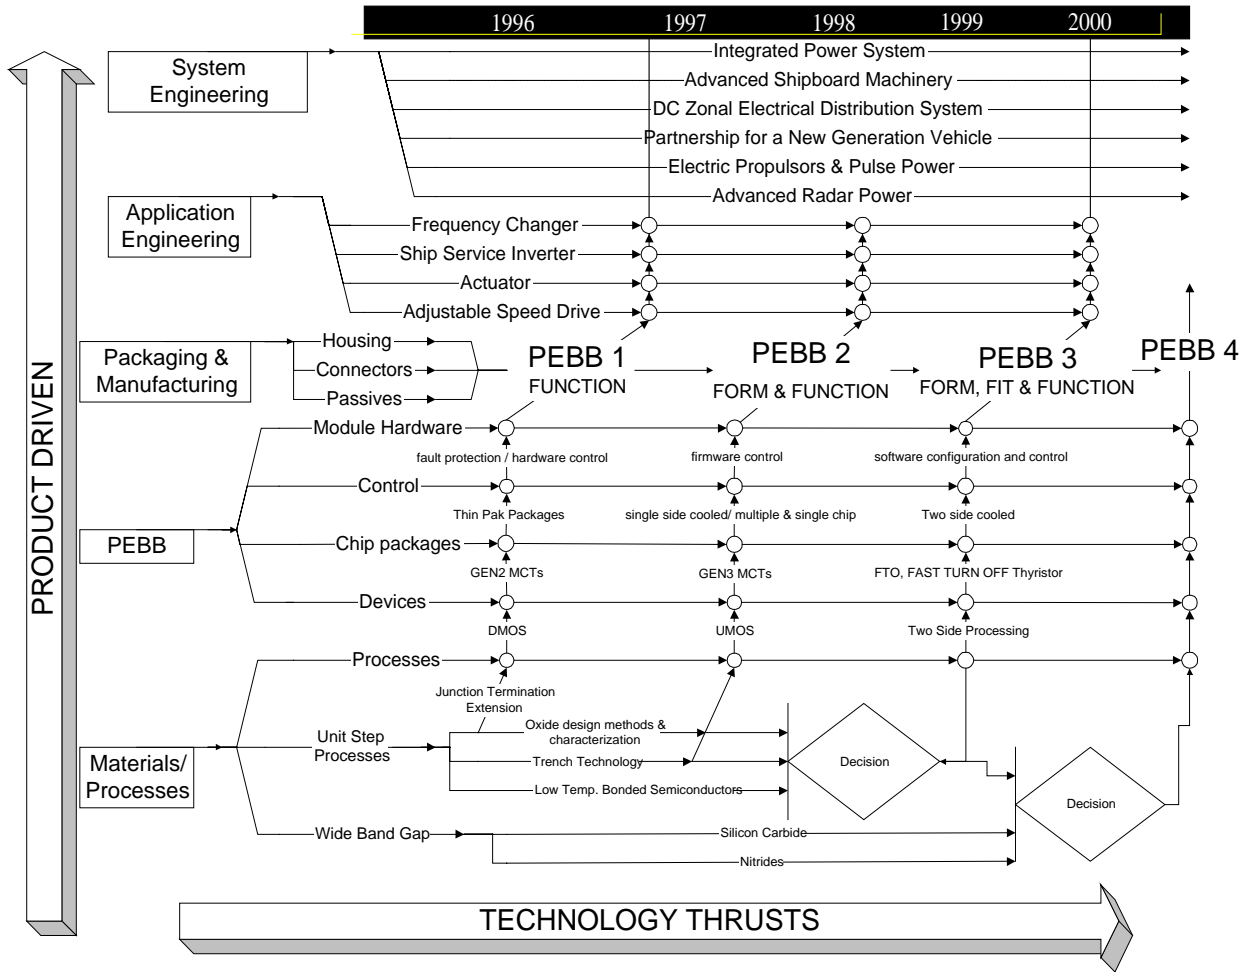 1996 1997 1998 1999 2000
System
Engineering
Integrated Power System
Advanced Shipboard Machinery
DC Zonal Electrical Distribution System
Partnership for a New Generation Vehicle
Electric Propulsors & Pulse Power
Advanced Radar Power
Application
Engineering
Frequency Changer
Ship Service Inverter
Actuator
Adjustable Speed Drive
Packaging &
Manufacturing
Housing
Connectors
Passives
PEBB 1
FUNCTION
PEBB 2
FORM & FUNCTION
PEBB 3
FORM, FIT & FUNCTION
PEBB 4
PRODUCT DRIVEN
PEBB
Module Hardware
fault protection / hardware control
firmware control
software configuration and control
Control
Thin Pak Packages
single side cooled/ multiple & single chip
Two side cooled
Chip packages
GEN2 MCTs
GEN3 MCTs
FTO, FAST TURN OFF Thyristor
Devices
DMOS
UMOS
Two Side Processing
Materials/
Processes
Processes
Junction Termination
Extension
Unit Step
Processes
Oxide design methods &
characterization
Trench Technology
Low Temp. Bonded Semiconductors
Decision
Decision
Wide Band Gap
Silicon Carbide
Nitrides
TECHNOLOGY THRUSTS